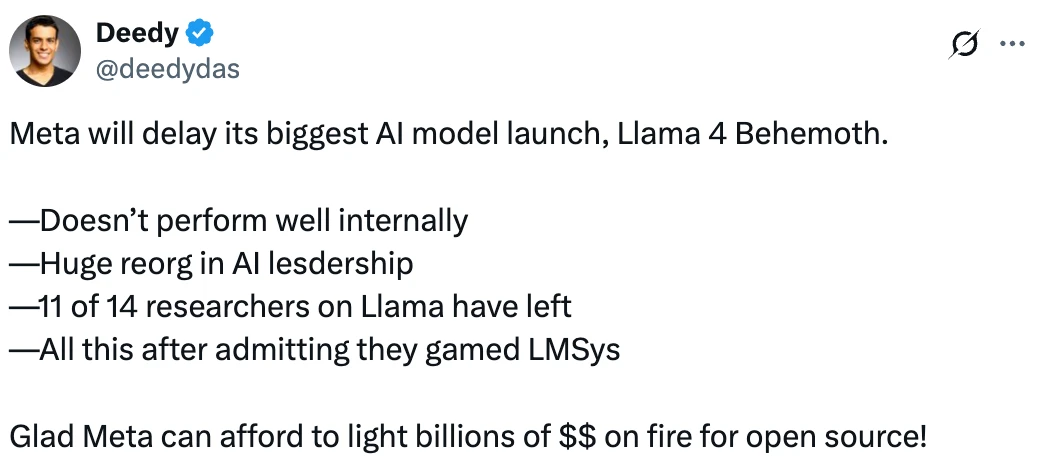 Deedy
@deedydas
Meta will delay its biggest AI model launch, Llama 4 Behemoth.
—Doesn’t perform well internally
—Huge reorg in AI lesdership
—11 of 14 researchers on Llama have left
—All this after admitting they gamed LMSys
Glad Meta can afford to light billions of $$ on fire for open source!